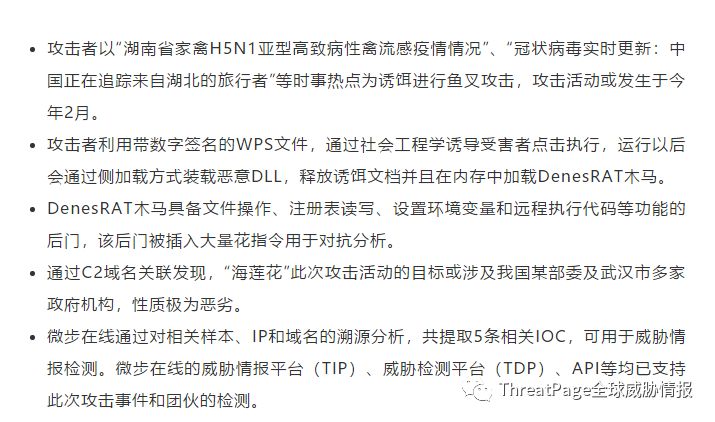 • 攻击者以“湖南省家禽H5N1亚型高致病性禽流感疫情情况”、“冠状病毒实时更新：中
国正在追踪来自湖北的旅行者”等时事热点为诱饵进行鱼叉攻击，攻击活动或发生于今
年2月。
• 攻击者利用带数字签名的WPS文件，通过社会工程学诱导受害者点击执行，运行以后
会通过侧加载方式装载恶意DLL，释放诱饵文档并且在内存中加载DenesRAT木马。
• DenesRAT木马具备文件操作、注册表读写、设置环境变量和远程执行代码等功能的
后门，该后门被插入大量花指令用于对抗分析。
• 通过C2域名关联发现，“海莲花”此次攻击活动的目标或涉及我国某部委及武汉市多家
政府机构，性质极为恶劣。
• 微步在线通过对相关样本、IP和域名的溯源分析，共提取5条相关IOC，可用于威胁情
报检测。微步在线的威胁情报平台（TIP）、威胁检测平台（TDP）、API等均已支持
此次攻击事件和团伙的检测。
ThreatPage全球威胁情报